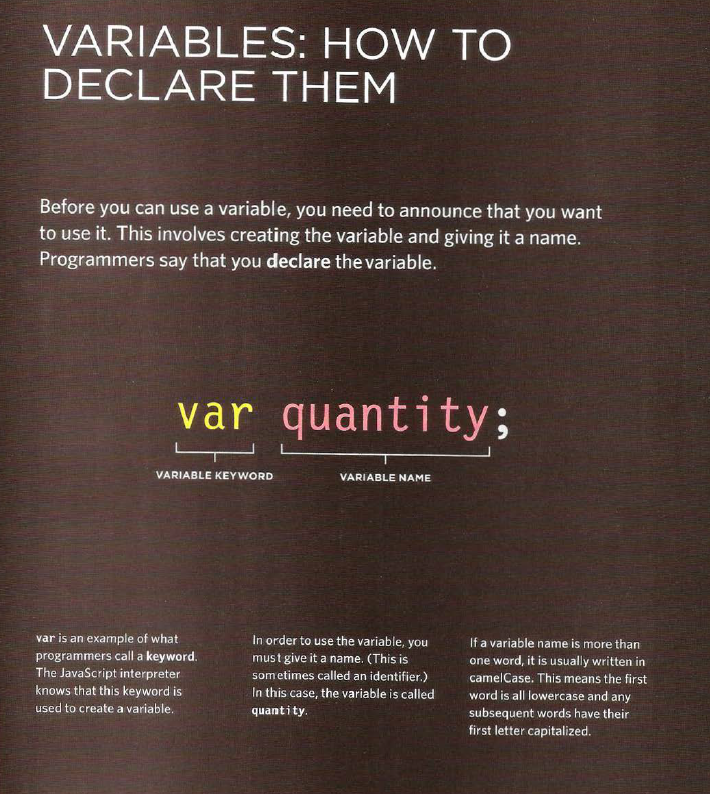 VARIABLES: HOW TO
DECLARE THEM
Before you can use a variable, you need to announce that you want
to use it. This involves creating the variable and giving it a name.
Programmers say that you declare the variable.
var quantity;
VARIABLE KEYWORD
VARIABLE NAME
var is an example of what
programmers call a keyword.
The JavaScript interpreter
knows that this keyword is
used to create a variable.
In order to use the variable, you
must give it a name. (This is
sometimes called an identifier.)
In this case, the variable is called
quantity.
If a variable name is more than
one word, it is usually written in
camelCase. This means the first
word is all lowercase and any
subsequent words have their
first letter capitalized.